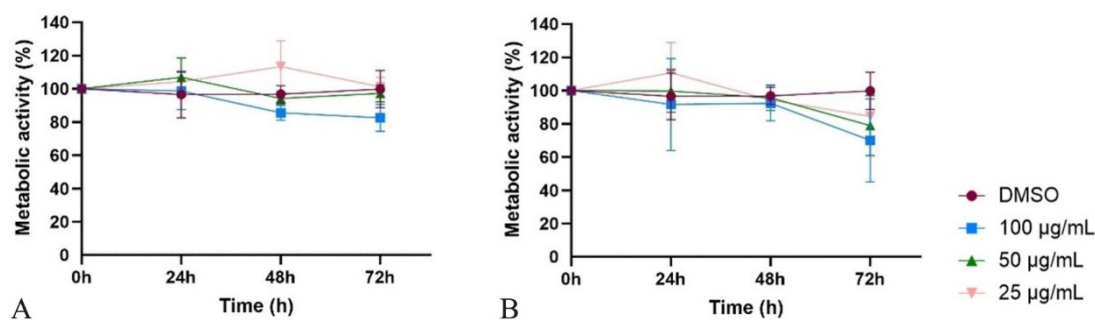 Metabolic activity (%)
140
120
100
80
60
40
20
0
0h 24h 48h 72h
Time (h)
A
Metabolic activity (%)
140
120
100
80
60
40
20
0
0h 24h 48h 72h
Time (h)
B
DMSO
100 µg/mL
50 µg/mL
25 µg/mL